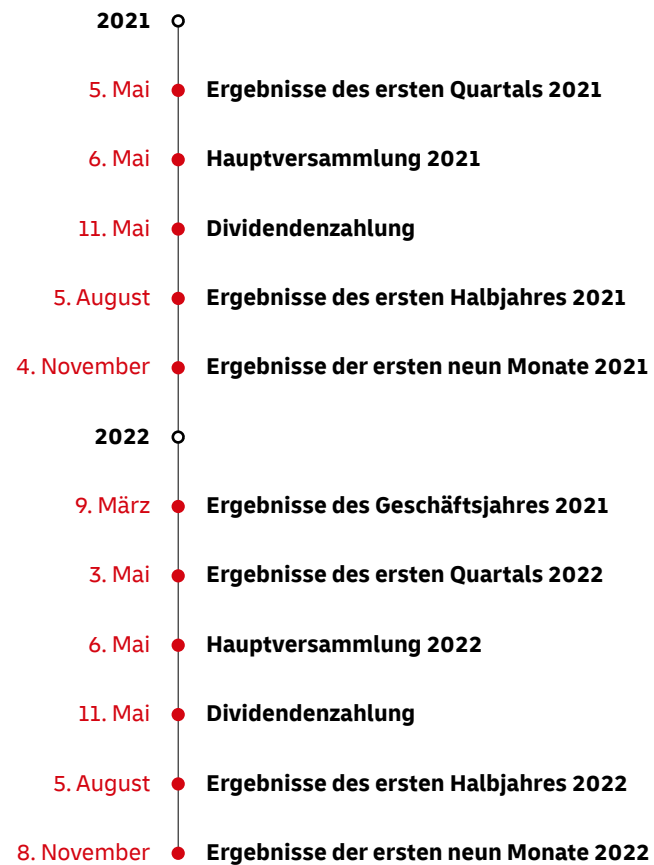 2021
5. Mai Ergebnisse des ersten Quartals 2021
6. Mai Hauptversammlung 2021
11. Mai Dividendenzahlung
5. August Ergebnisse des ersten Halbjahres 2021
4. November Ergebnisse der ersten neun Monate 2021
2022
9. März Ergebnisse des Geschäftsjahres 2021
3. Mai Ergebnisse des ersten Quartals 2022
6. Mai Hauptversammlung 2022
11. Mai Dividendenzahlung
5. August Ergebnisse des ersten Halbjahres 2022
8. November Ergebnisse der ersten neun Monate 2022